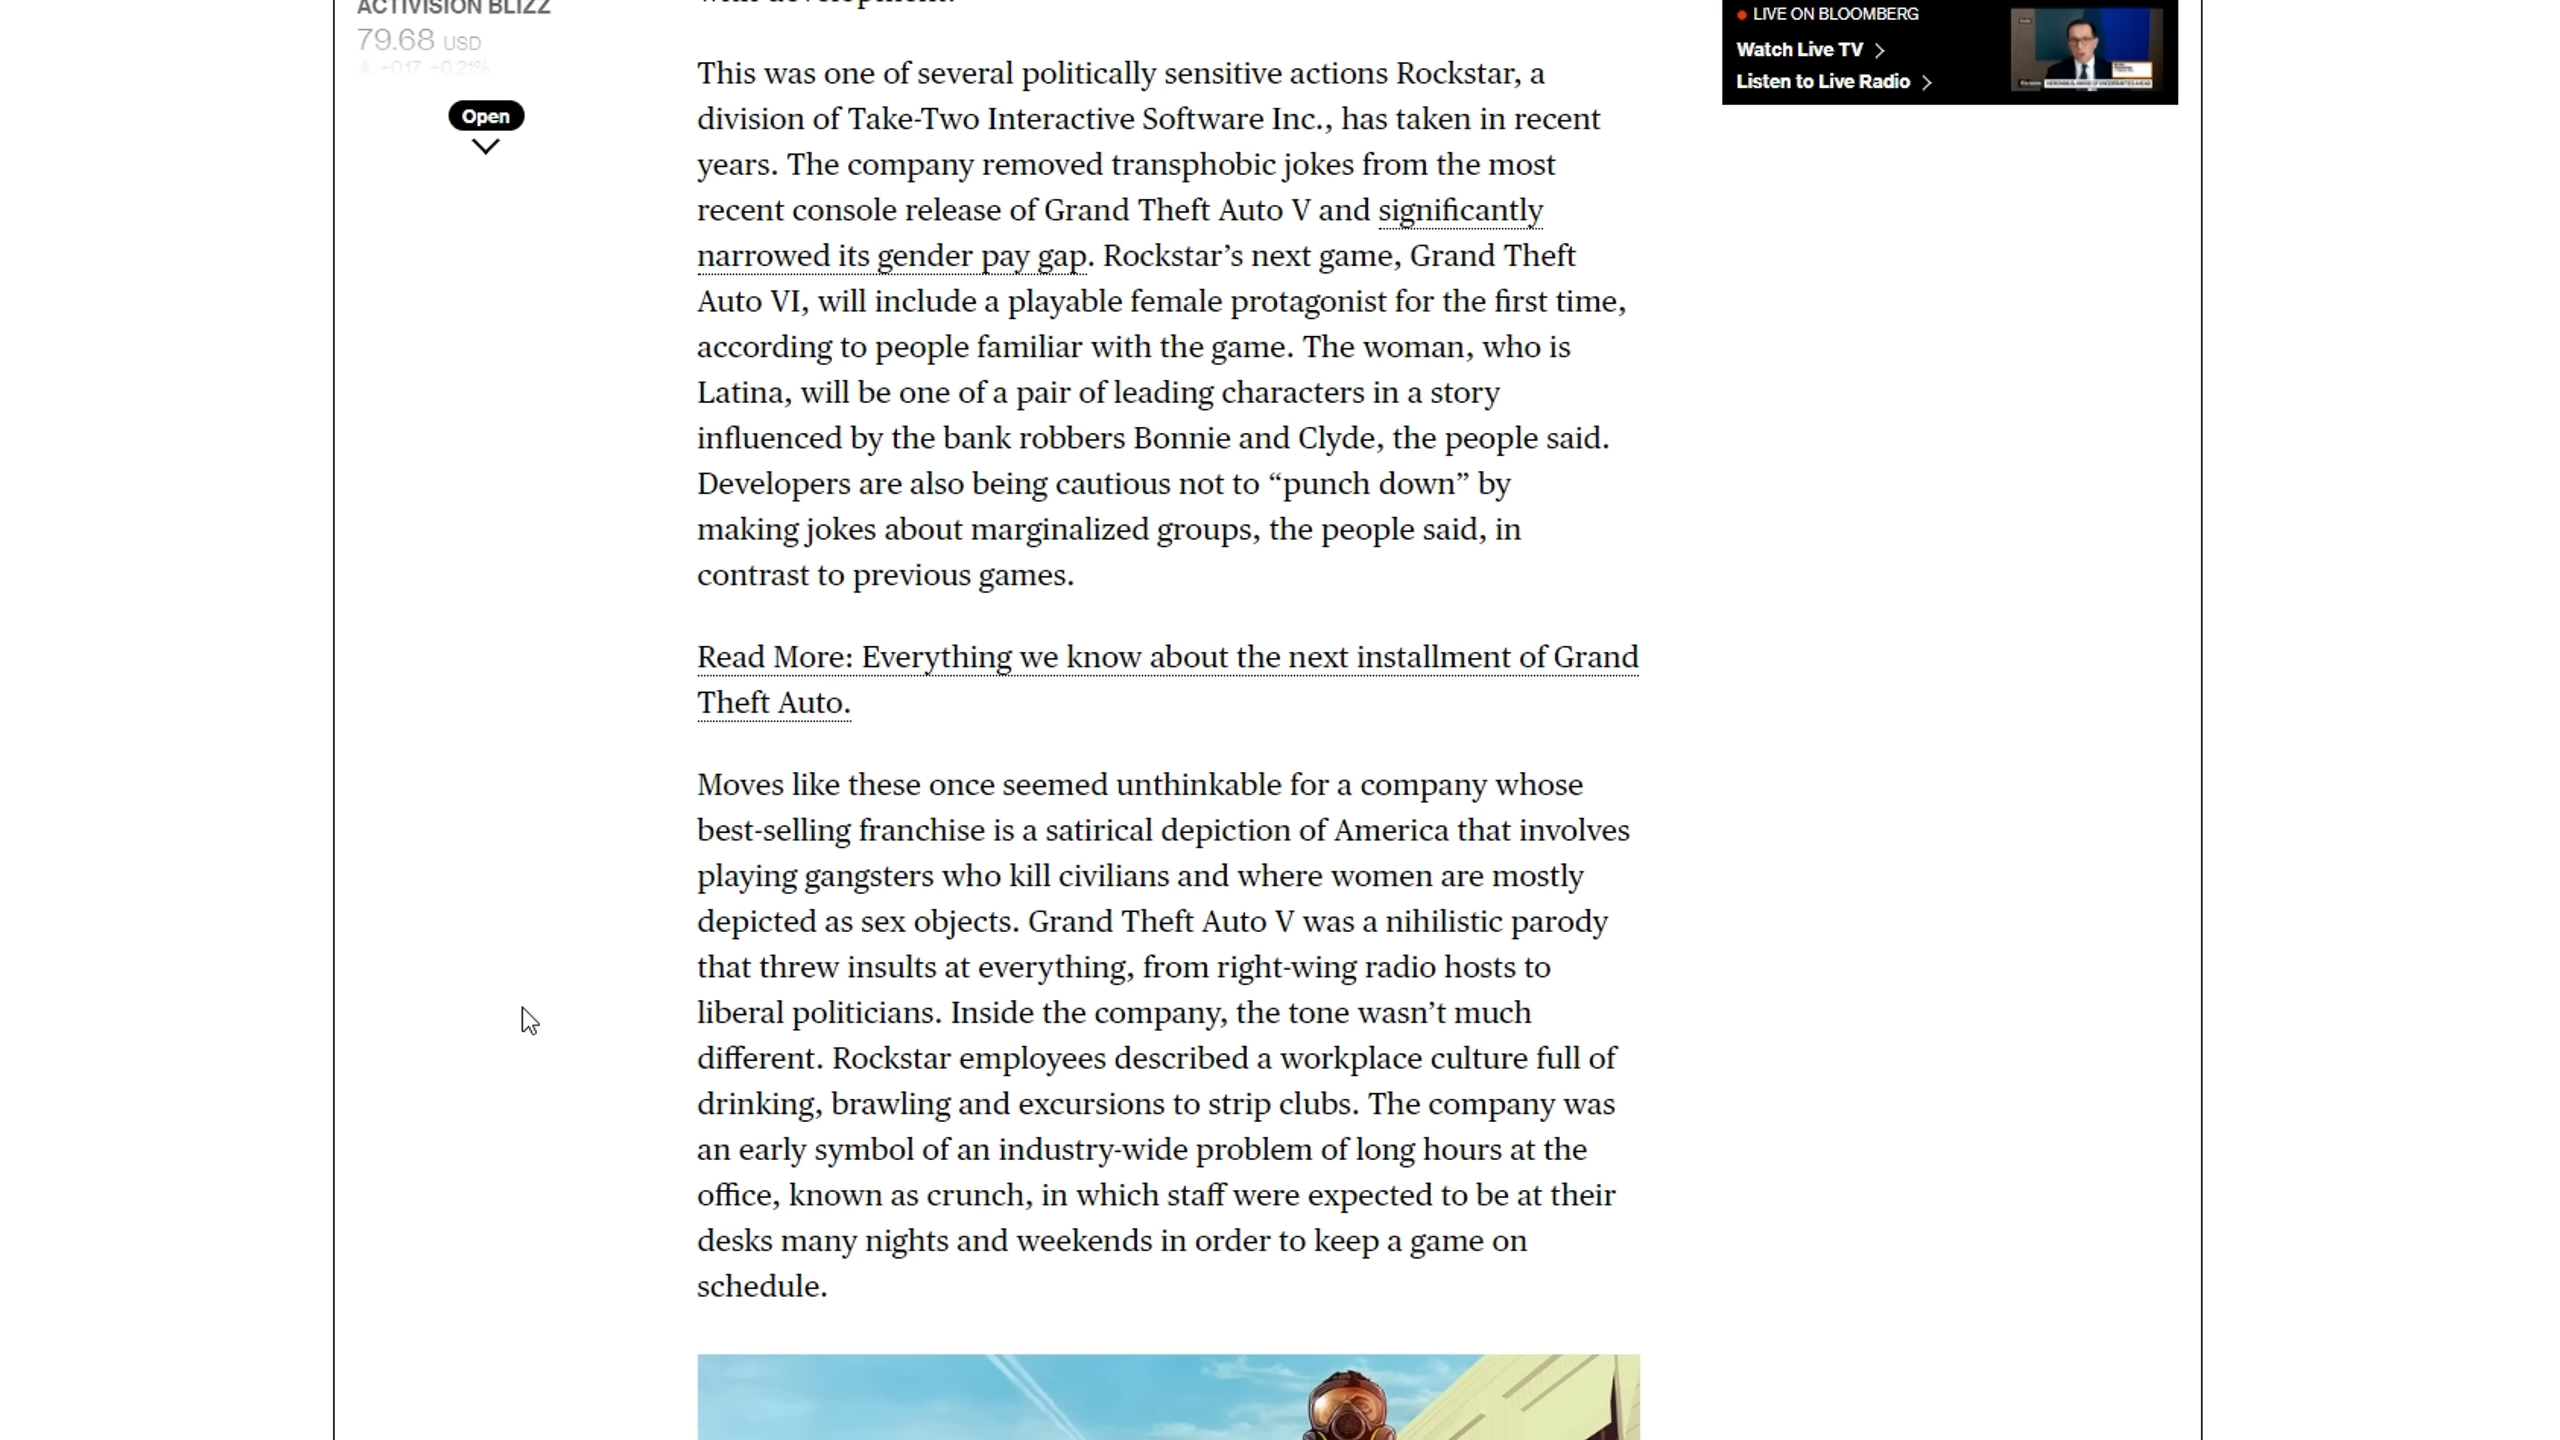 ACTIVISION BLIZZ
79.68 USD
+0.17 +0.21%
Open
This was one of several politically sensitive actions Rockstar, a
division of Take-Two Interactive Software Inc., has taken in recent
years. The company removed transphobic jokes from the most
recent console release of Grand Theft Auto V and significantly
narrowed its gender pay gap. Rockstar’s next game, Grand Theft
Auto VI, will include a playable female protagonist for the first time,
according to people familiar with the game. The woman, who is
Latina, will be one of a pair of leading characters in a story
influenced by the bank robbers Bonnie and Clyde, the people said.
Developers are also being cautious not to “punch down” by
making jokes about marginalized groups, the people said, in
contrast to previous games.
Read More: Everything we know about the next installment of Grand
Theft Auto.
Moves like these once seemed unthinkable for a company whose
best-selling franchise is a satirical depiction of America that involves
playing gangsters who kill civilians and where women are mostly
depicted as sex objects. Grand Theft Auto V was a nihilistic parody
that threw insults at everything, from right-wing radio hosts to
liberal politicians. Inside the company, the tone wasn’t much
different. Rockstar employees described a workplace culture full of
drinking, brawling and excursions to strip clubs. The company was
an early symbol of an industry-wide problem of long hours at the
office, known as crunch, in which staff were expected to be at their
desks many nights and weekends in order to keep a game on
schedule.
LIVE ON BLOOMBERG
Watch Live TV
Listen to Live Radio